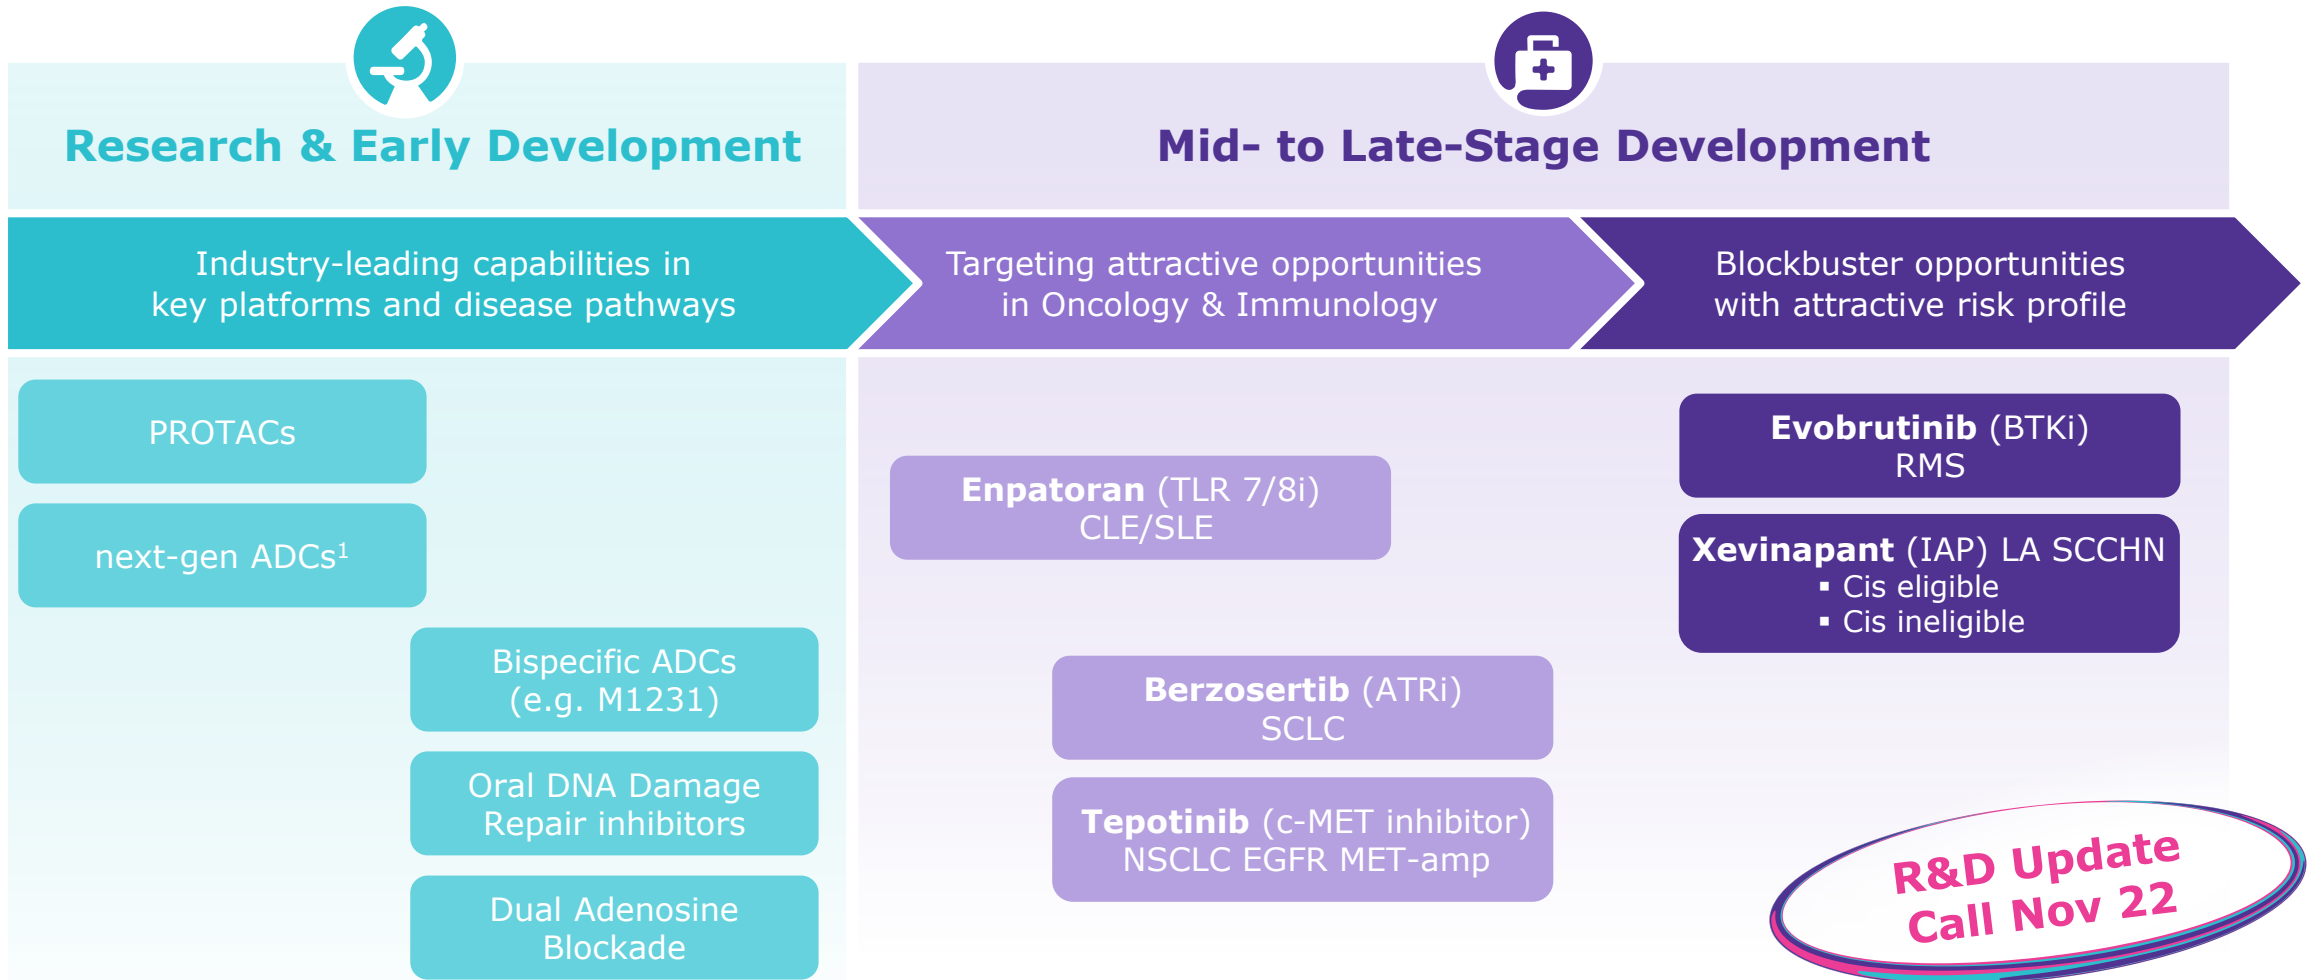 Research & Early Development
Mid- to Late-Stage Development
Industry-leading capabilities in
key platforms and disease pathways
Targeting attractive opportunities
in Oncology & Immunology
Blockbuster opportunities
with attractive risk profile
PROTACs
next-gen ADCs¹
Bispecific ADCs
(e.g. M1231)
Oral DNA Damage
Repair inhibitors
Dual Adenosine
Blockade
Enpatoran (TLR 7/8i)
CLE/SLE
Berzosertib (ATRi)
SCLC
Tepotinib (c-MET inhibitor)
NSCLC EGFR MET-amp
Evobrutinib (BTKi)
RMS
Xevinapant (IAP) LA SCCHN
▪ Cis eligible
▪ Cis ineligible
R&D Update
Call Nov 22